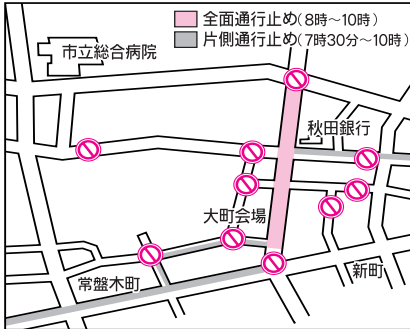 全面通行止め(8時～10時)
片側通行止め(7時30分～10時)
市立総合病院
秋田銀行
大町会場
常盤木町
新町